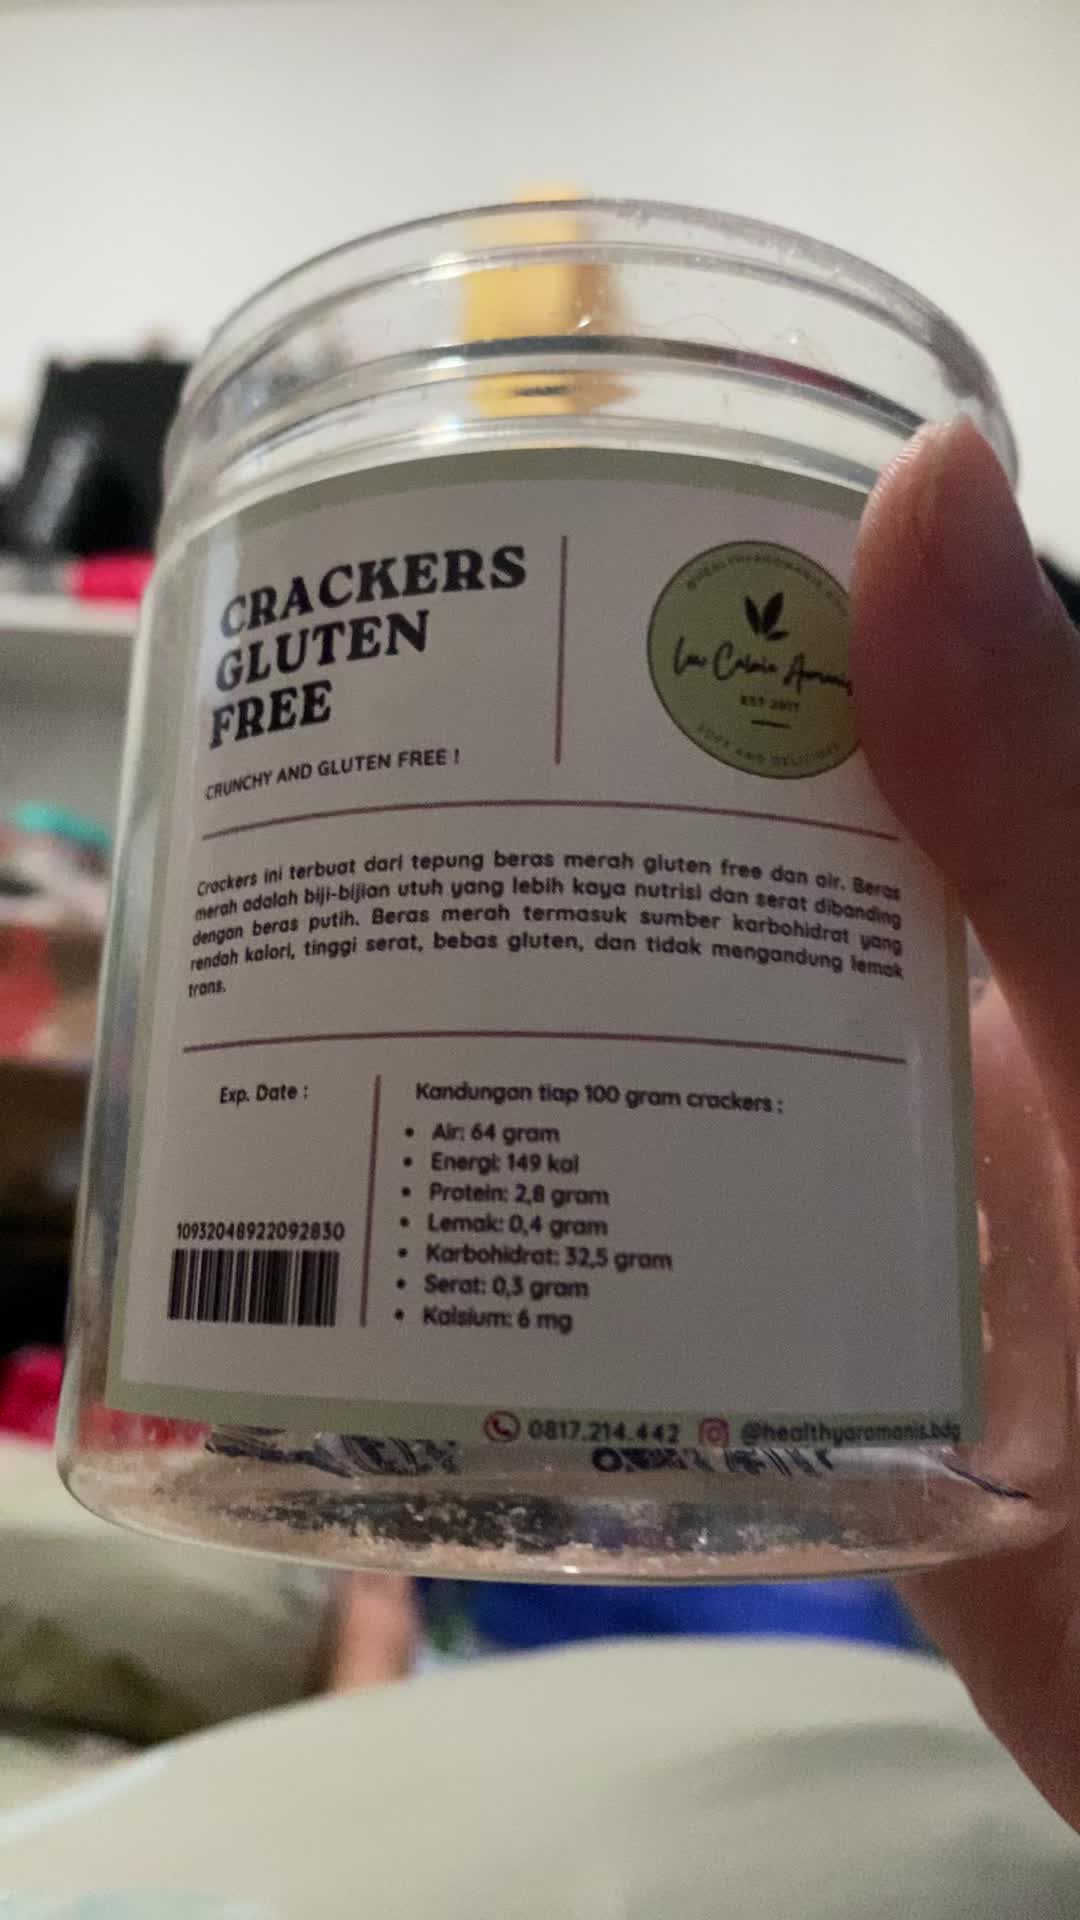 CRACKERS
GLUTEN
FREE
CRUNCHY AND GLUTEN FREE !
Low Calorie Aromanis
EST
Crackers ini terbuat dari tepung beras merah gluten free dan air. Beras
merah adalah biji-bijian utuh yang lebih kaya nutrisi dan serat dibanding
dengan beras putih. Beras merah termasuk sumber karbohidrat yang
rendah kalori, tinggi serat, bebas gluten, dan tidak mengandung lemak
trans.
Exp. Date :
10932048922092830
Kandungan tiap 100 gram crackers :
• Air: 64 gram
• Energi: 149 kal
• Protein: 2,8 gram
• Lemak: 0,4 gram
• Karbohidrat: 32,5 gram
• Serat: 0,3 gram
• Kalsium: 6 mg
0817.214.442 @healthyaromanis.bdg